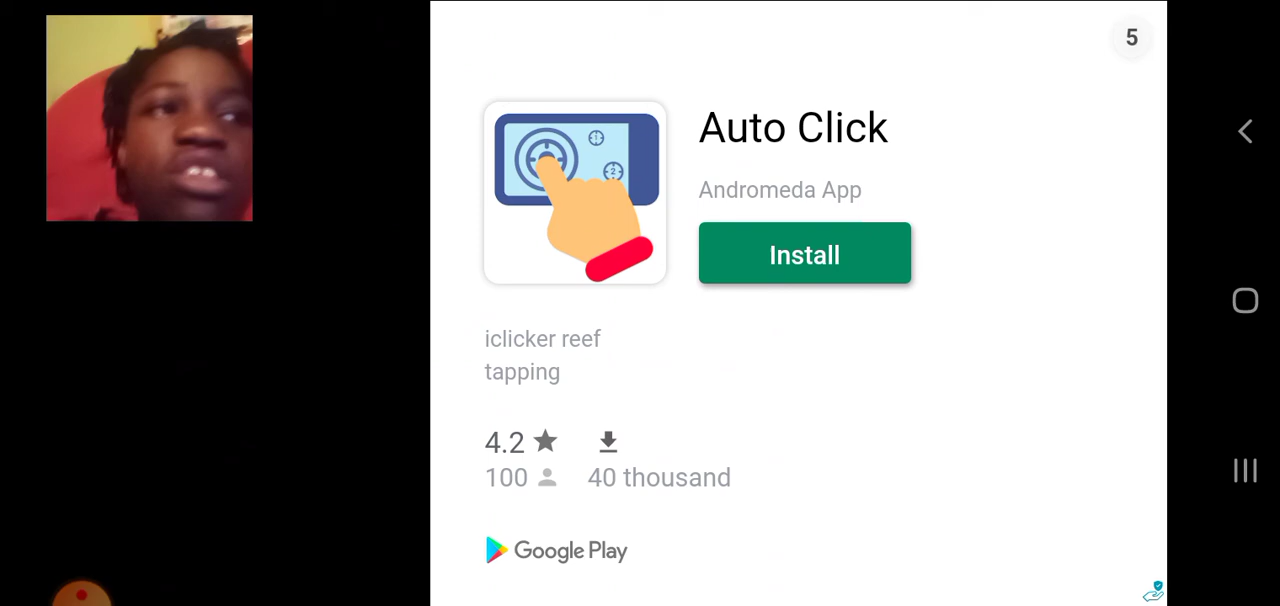 5
Auto Click
Andromeda App
Install
iclicker reef
tapping
4.2
100
40 thousand
Google Play